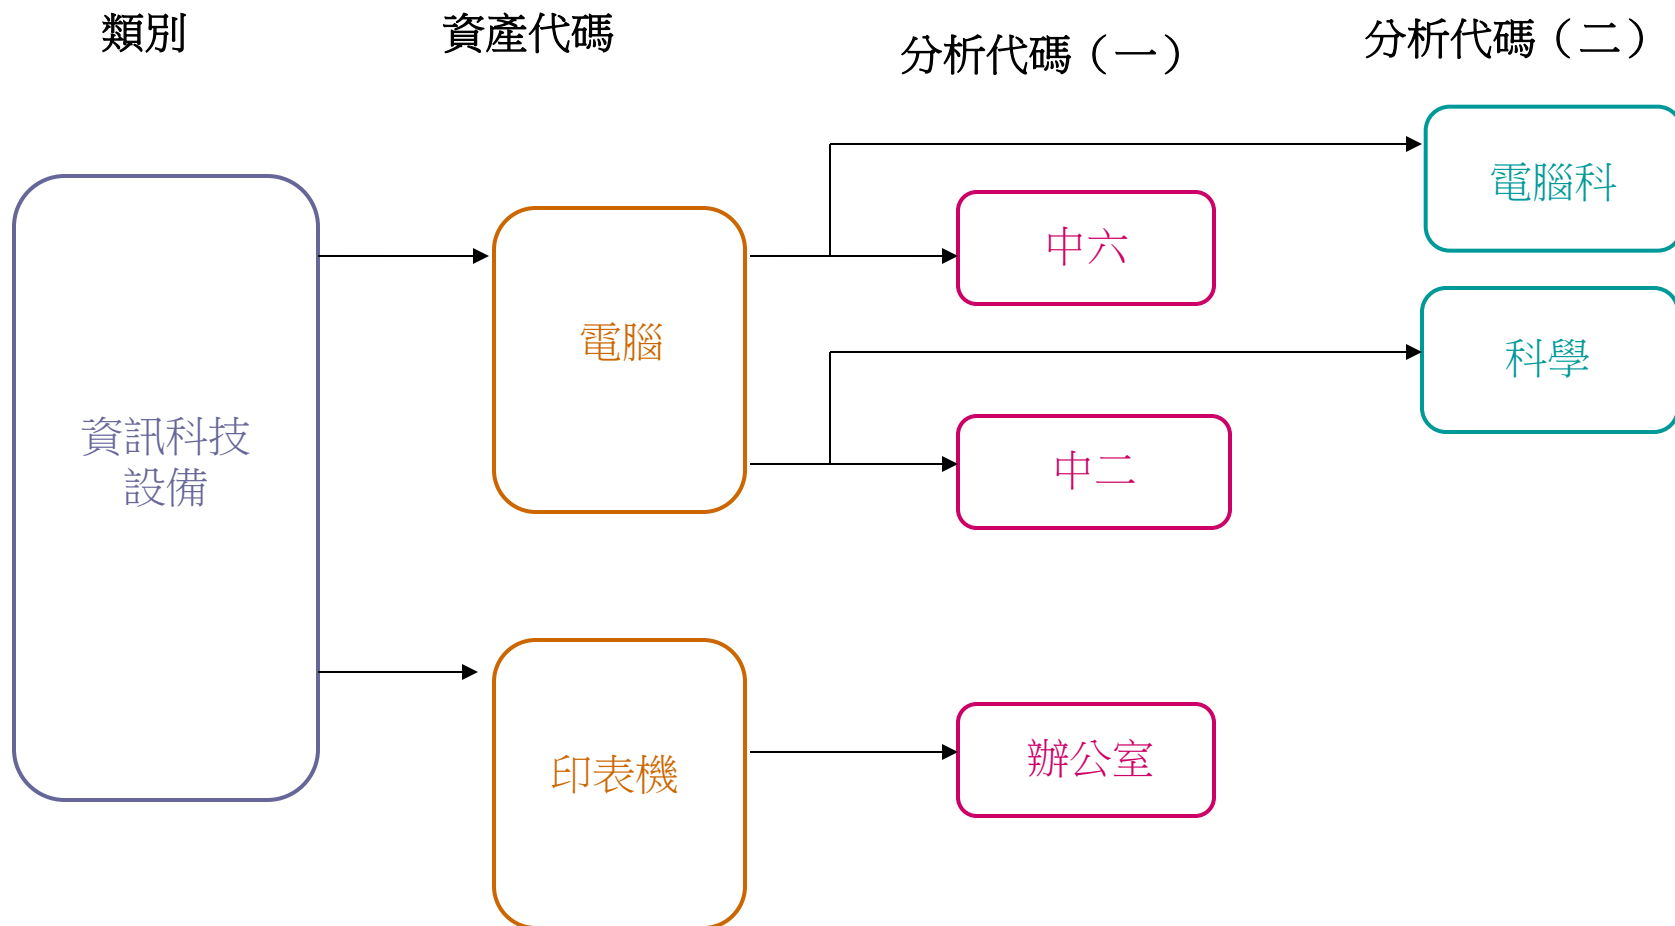 類別
資產代碼
分析代碼（一）
分析代碼（二）
資訊科技
設備
電腦
印表機
中六
中二
辦公室
電腦科
科學